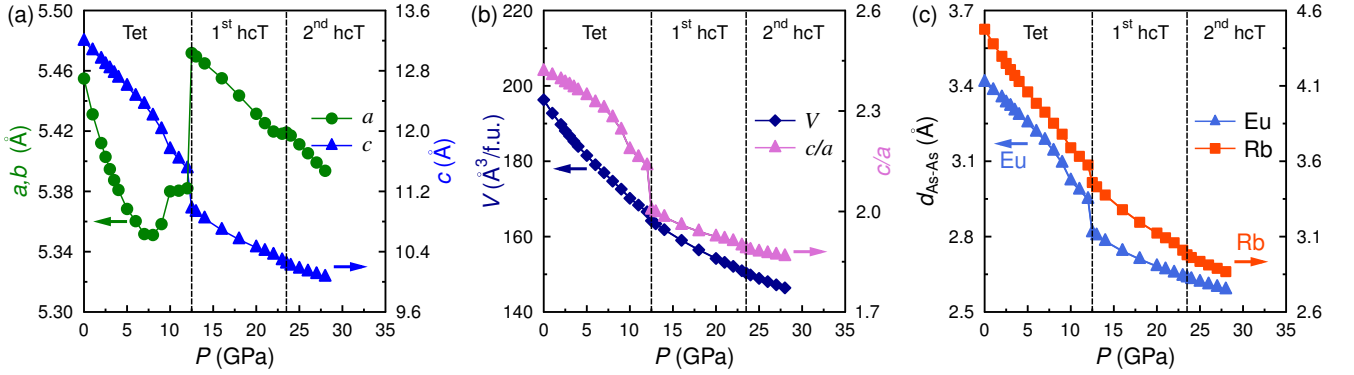 (a)
5.50
5.46
5.42
5.38
5.34
5.30
a,b (Å)
Tet
1st hcT
2nd hcT
a
c
13.6
12.8
12.0
11.2
10.4
9.6
c (Å)
0 5 10 15 20 25 30 35
P (GPa)
(b)
220
200
180
160
140
V (Å3/f.u.)
Tet
1st hcT
2nd hcT
V
c/a
2.6
2.3
2.0
1.7
c/a
0 5 10 15 20 25 30 35
P (GPa)
(c)
3.7
3.4
3.1
2.8
2.5
dAs-As (Å)
Tet
1st hcT
2nd hcT
Eu
Rb
Eu
Rb
4.6
4.1
3.6
3.1
2.6
0 5 10 15 20 25 30 35
P (GPa)